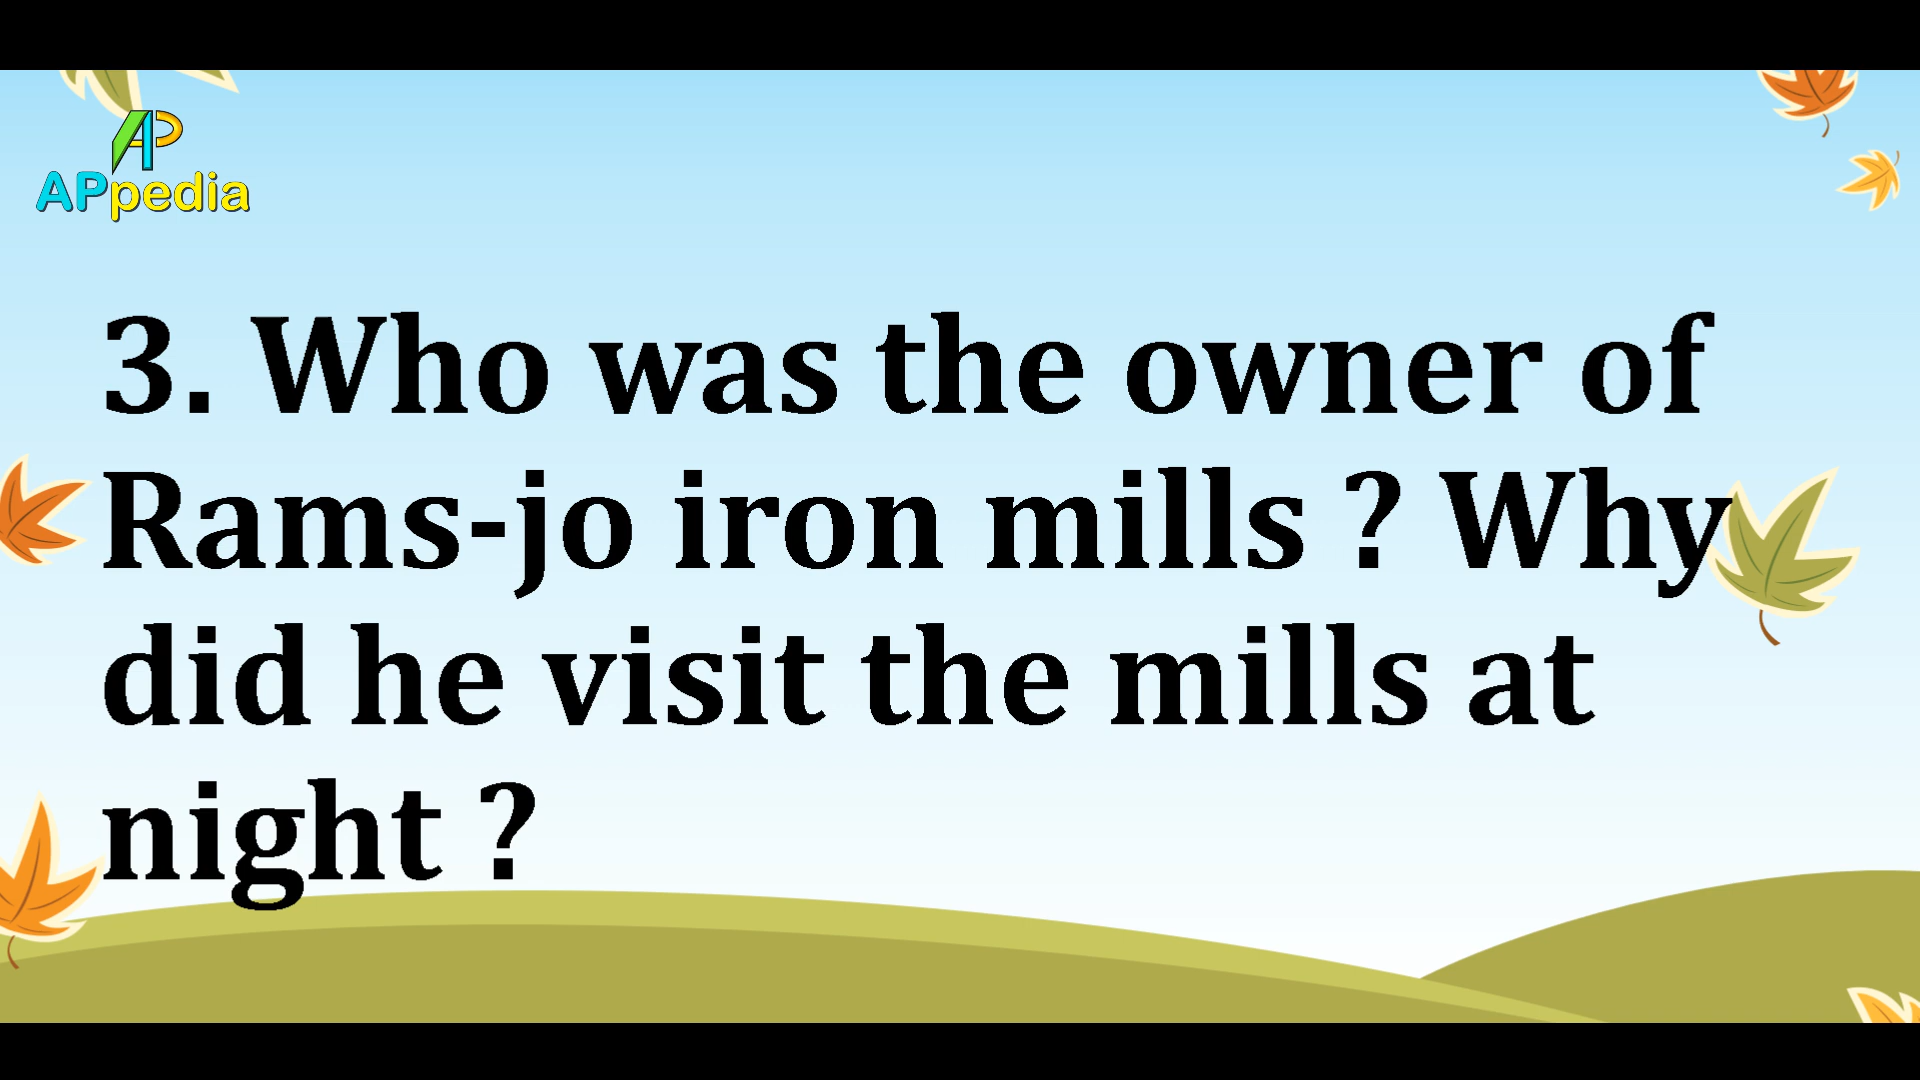 AP
APpedia
3. Who was the owner of
Rams-jo iron mills ? Why
did he visit the mills at
night ?